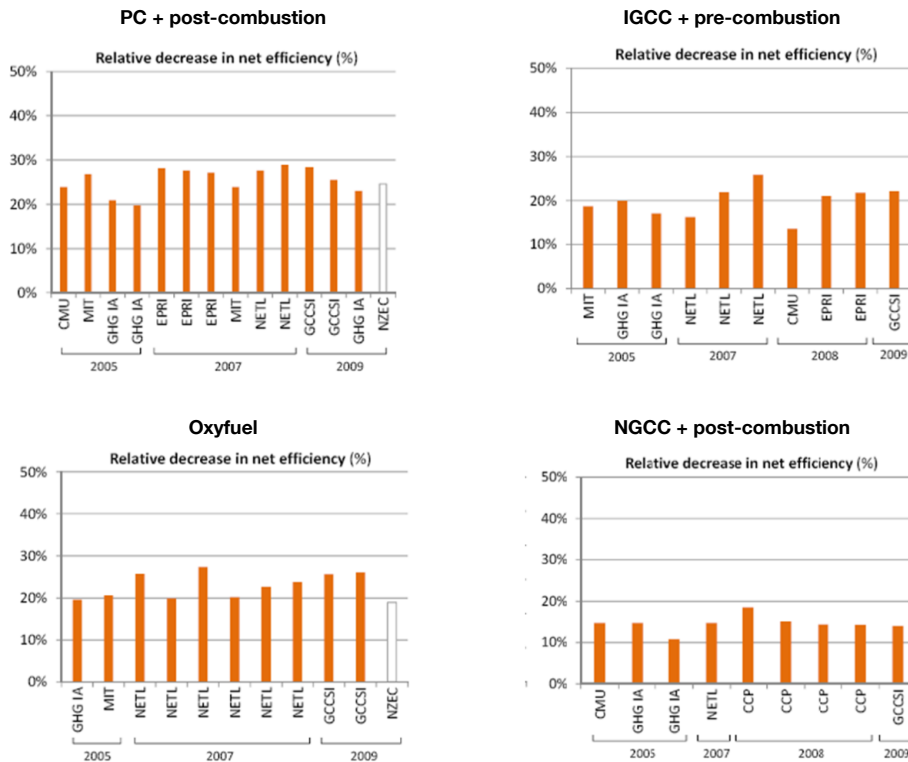 PC + post-combustion
Relative decrease in net efficiency (%)
50%
40%
30%
20%
10%
0%
CMU
MIT
GHG IA
GHG IA
EPRI
EPRI
EPRI
MIT
NETL
NETL
GCCSI
GCCSI
GHG IA
NZEC
2005
2007
2009
IGCC + pre-combustion
Relative decrease in net efficiency (%)
50%
40%
30%
20%
10%
0%
MIT
GHG IA
GHG IA
NETL
NETL
NETL
CMU
EPRI
EPRI
GCCSI
2005
2007
2008
2009
Oxyfuel
Relative decrease in net efficiency (%)
50%
40%
30%
20%
10%
0%
GHG IA
MIT
NETL
NETL
NETL
NETL
NETL
NETL
GCCSI
GCCSI
NZEC
2005
2007
2009
NGCC + post-combustion
Relative decrease in net efficiency (%)
50%
40%
30%
20%
10%
0%
CMU
GHG IA
GHG IA
NETL
CCP
CCP
CCP
CCP
GCCSI
2005
2007
2008
2009